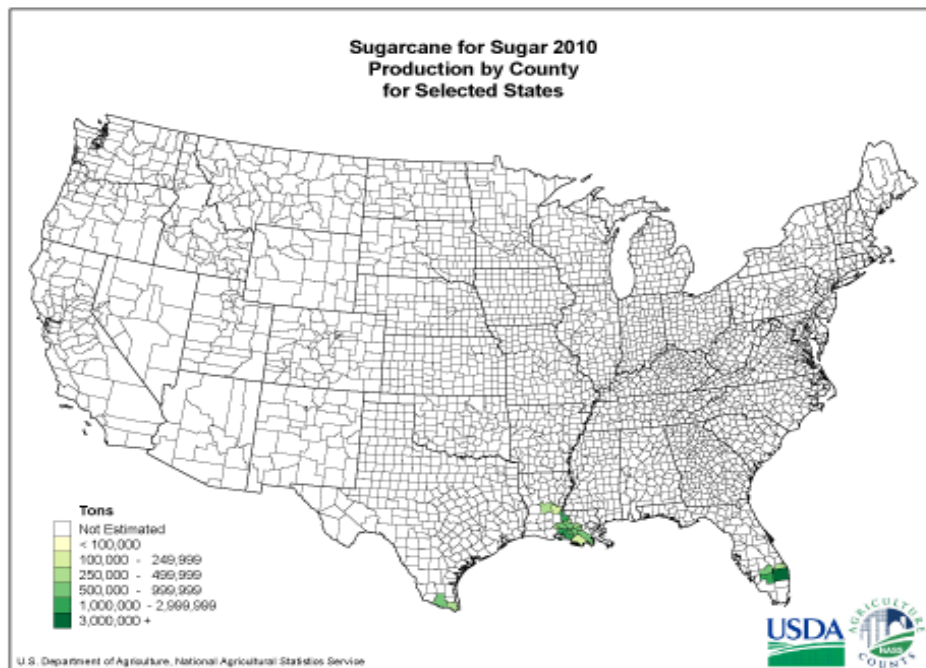 Sugarcane for Sugar 2010
Production by County
for Selected States
Tons
Not Estimated
< 100,000
100,000 - 249,999
250,000 - 499,999
500,000 - 999,999
1,000,000 - 2,999,999
3,000,000 +
USDA
AGRICULTURE
NASS
COUNTS
U.S. Department of Agriculture, National Agricultural Statistics Service